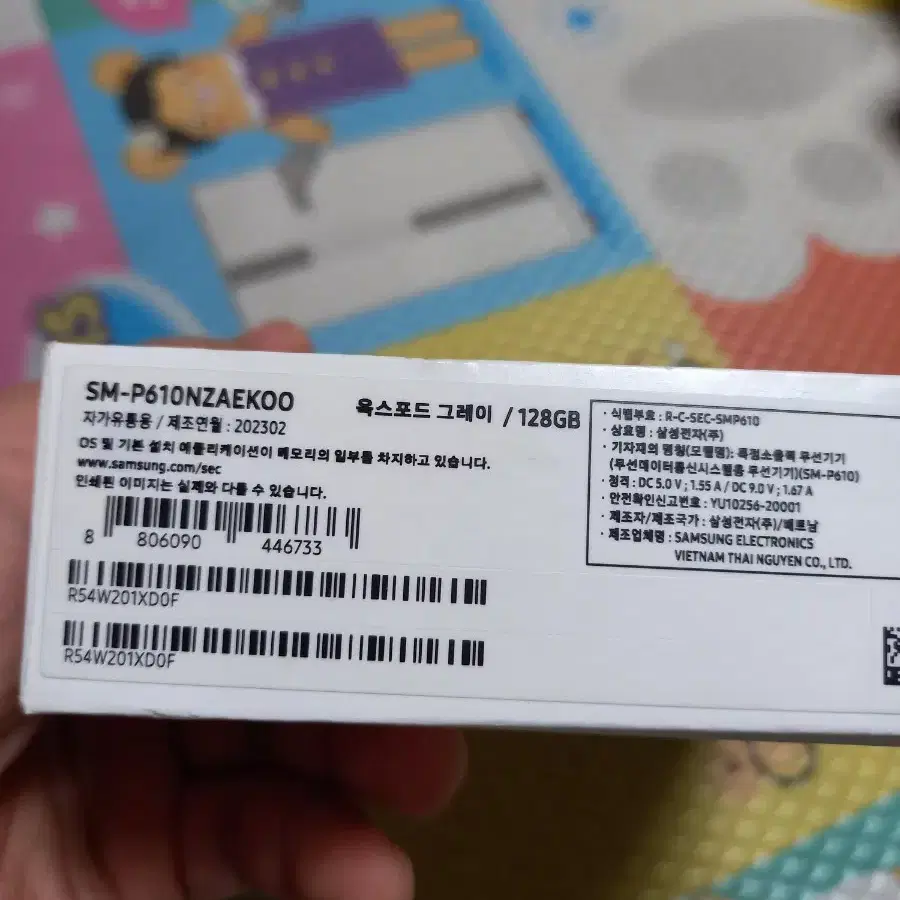 SM-P610NZAEKOO
옥스포드 그레이 / 128GB
자가유통용 / 제조연월 : 202302
OS 및 기본 설치 애플리케이션이 메모리의 일부를 차지하고 있습니다.
www.samsung.com/sec
인쇄된 이미지는 실제와 다를 수 있습니다.
8 806090 446733
R54W201XD0F
R54W201XD0F
· 식별부호 : R-C-SEC-SMP610
· 상호명 : 삼성전자(주)
· 기자재의 명칭(모델명): 특정소출력 무선기기
(무선데이터통신시스템용 무선기기)(SM-P610)
· 정격 : DC 5.0 V ; 1.55 A / DC 9.0 V ; 1.67 A
· 안전확인신고번호 : YU10256-20001
· 제조자/제조국가 : 삼성전자(주)/베트남
· 제조업체명 : SAMSUNG ELECTRONICS
VIETNAM THAI NGUYEN CO., LTD.